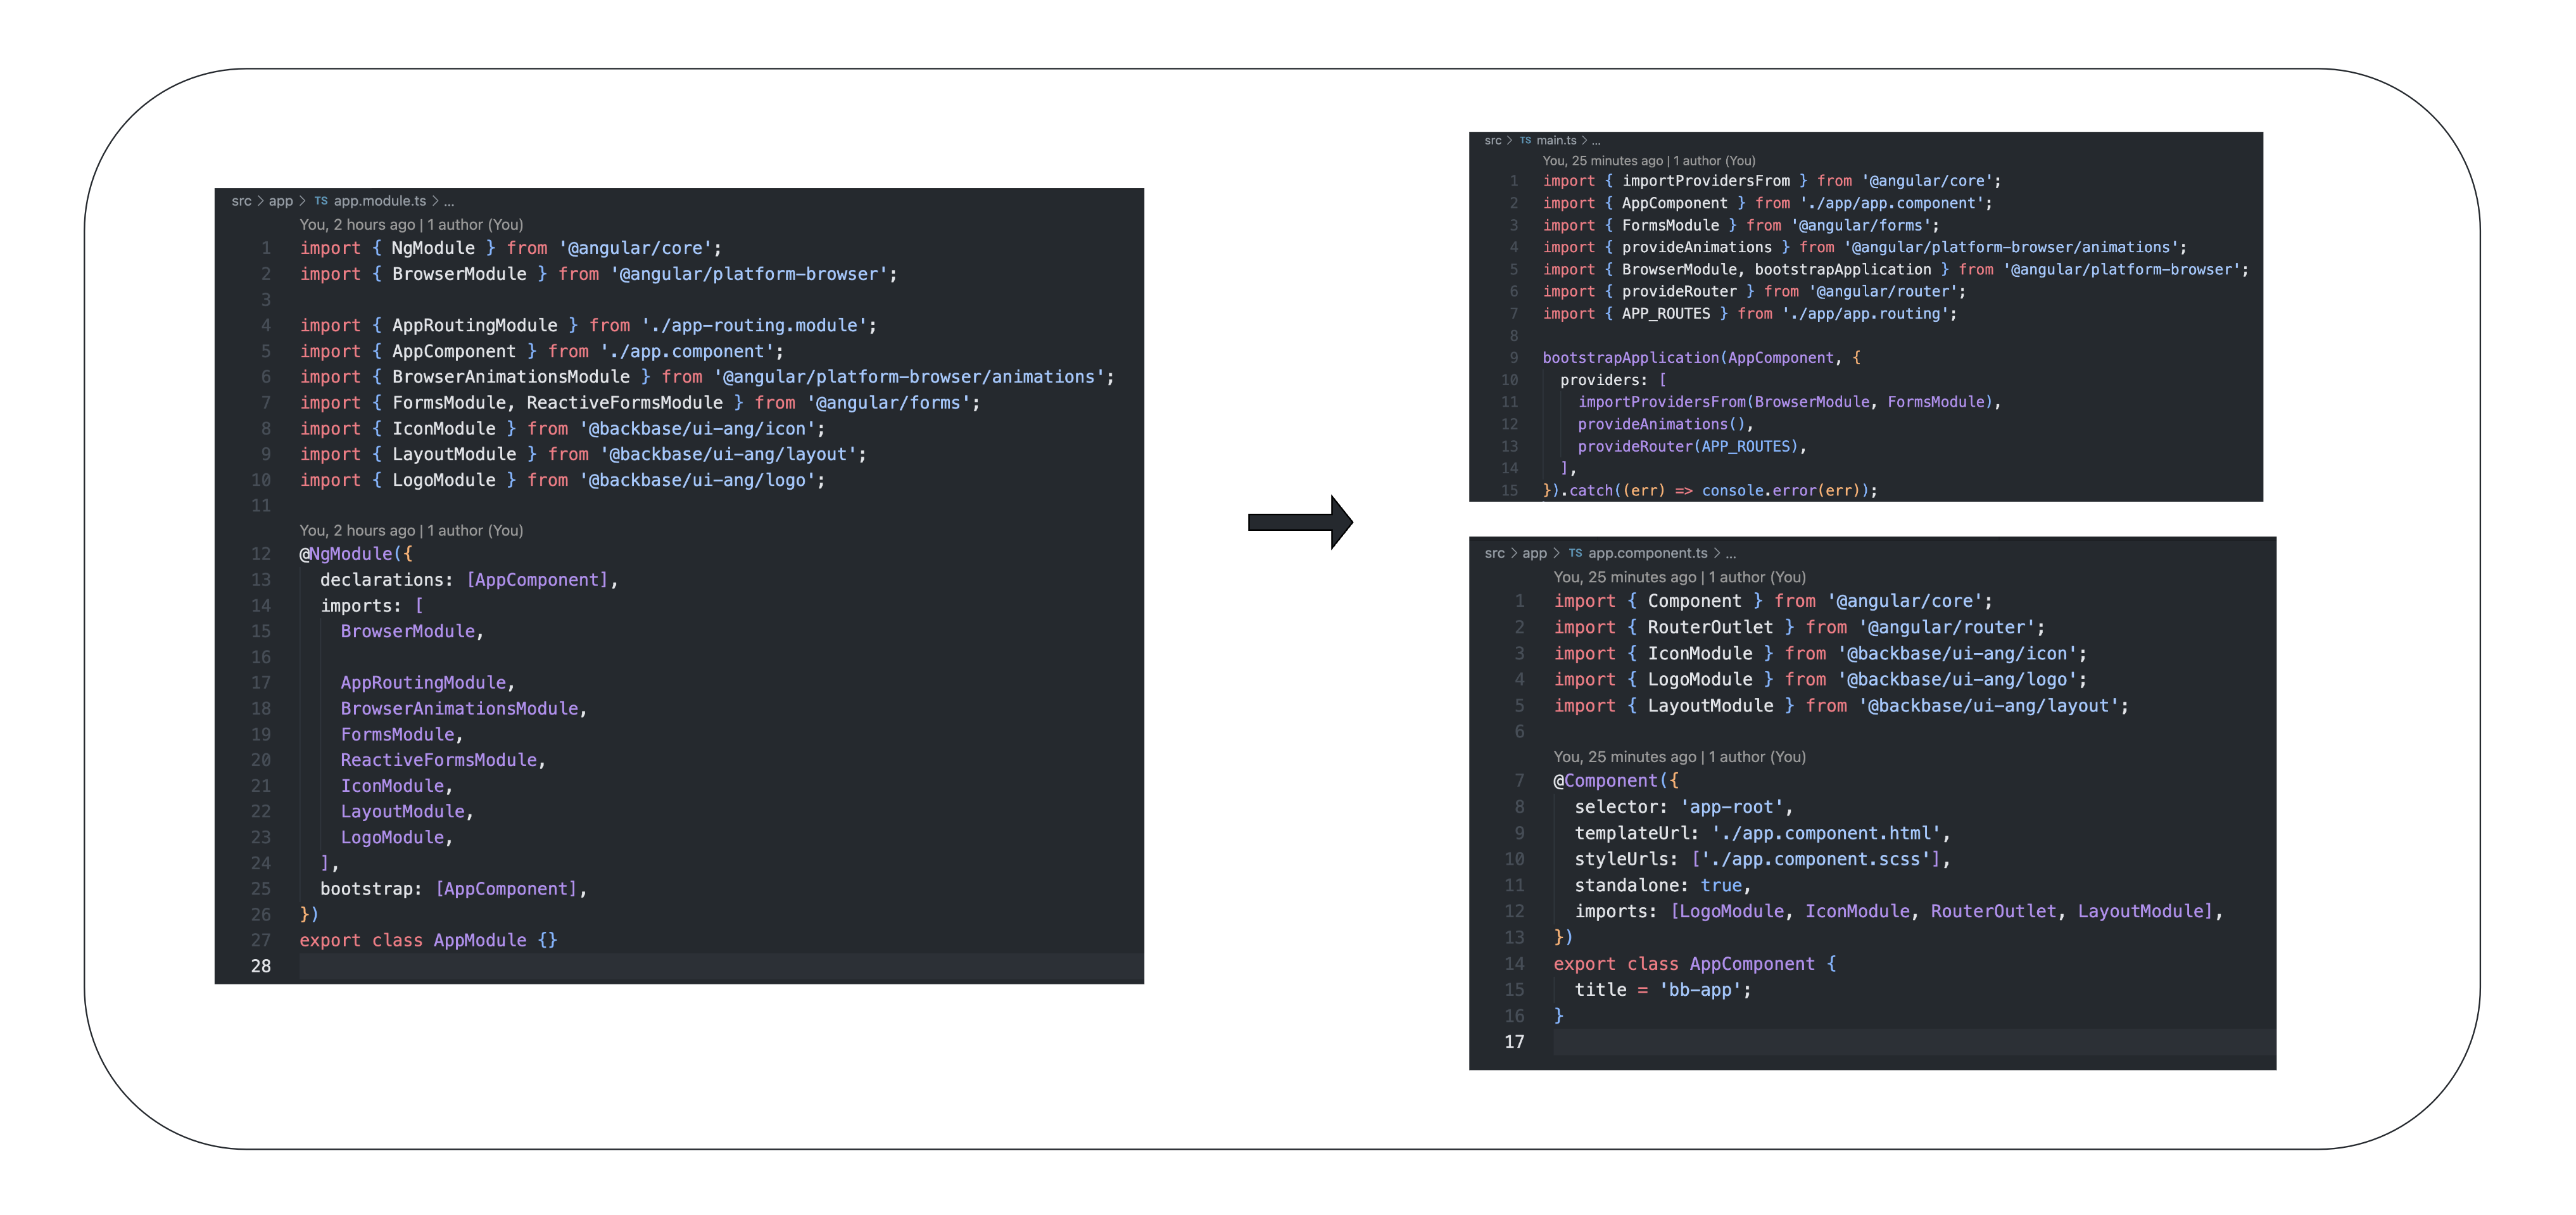 src > app > TS app.module.ts > ...
You, 2 hours ago | 1 author (You)
1 import { NgModule } from '@angular/core';
2 import { BrowserModule } from '@angular/platform-browser';
3
4 import { AppRoutingModule } from './app-routing.module';
5 import { AppComponent } from './app.component';
6 import { BrowserAnimationsModule } from '@angular/platform-browser/animations';
7 import { FormsModule, ReactiveFormsModule } from '@angular/forms';
8 import { IconModule } from '@backbase/ui-ang/icon';
9 import { LayoutModule } from '@backbase/ui-ang/layout';
10 import { LogoModule } from '@backbase/ui-ang/logo';
11
You, 2 hours ago | 1 author (You)
12 @NgModule({
13 declarations: [AppComponent],
14 imports: [
15 BrowserModule,
16
17 AppRoutingModule,
18 BrowserAnimationsModule,
19 FormsModule,
20 ReactiveFormsModule,
21 IconModule,
22 LayoutModule,
23 LogoModule,
24 ],
25 bootstrap: [AppComponent],
26 })
27 export class AppModule {}
28
src > TS main.ts > ...
You, 25 minutes ago | 1 author (You)
1 import { importProvidersFrom } from '@angular/core';
2 import { AppComponent } from './app/app.component';
3 import { FormsModule } from '@angular/forms';
4 import { provideAnimations } from '@angular/platform-browser/animations';
5 import { BrowserModule, bootstrapApplication } from '@angular/platform-browser';
6 import { provideRouter } from '@angular/router';
7 import { APP_ROUTES } from './app/app.routing';
8
9 bootstrapApplication(AppComponent, {
10 providers: [
11 importProvidersFrom(BrowserModule, FormsModule),
12 provideAnimations(),
13 provideRouter(APP_ROUTES),
14 ],
15 }).catch((err) => console.error(err));
src > app > TS app.component.ts > ...
You, 25 minutes ago | 1 author (You)
1 import { Component } from '@angular/core';
2 import { RouterOutlet } from '@angular/router';
3 import { IconModule } from '@backbase/ui-ang/icon';
4 import { LogoModule } from '@backbase/ui-ang/logo';
5 import { LayoutModule } from '@backbase/ui-ang/layout';
6
You, 25 minutes ago | 1 author (You)
7 @Component({
8 selector: 'app-root',
9 templateUrl: './app.component.html',
10 styleUrls: ['./app.component.scss'],
11 standalone: true,
12 imports: [LogoModule, IconModule, RouterOutlet, LayoutModule],
13 })
14 export class AppComponent {
15 title = 'bb-app';
16 }
17